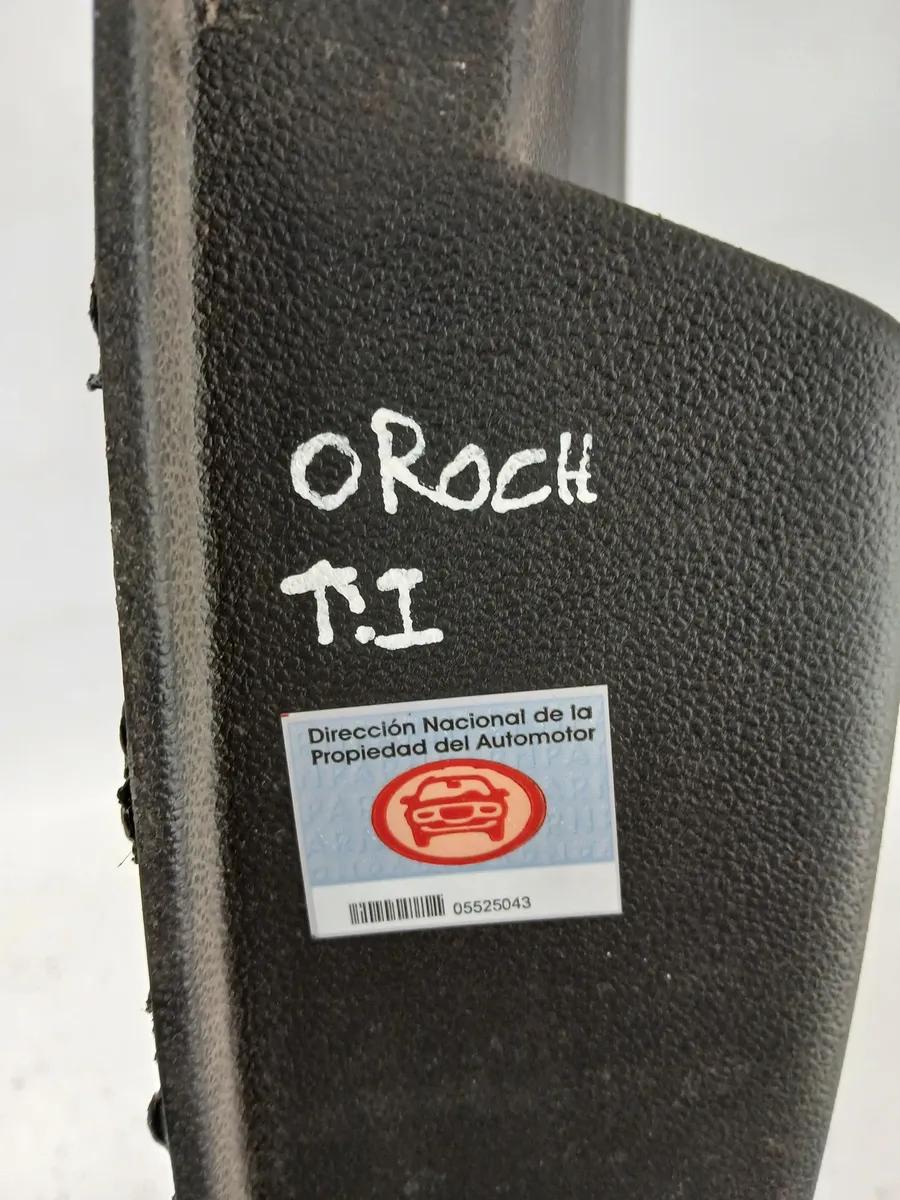 OROCH
T.I
Dirección Nacional de la
Propiedad del Automotor
05525043